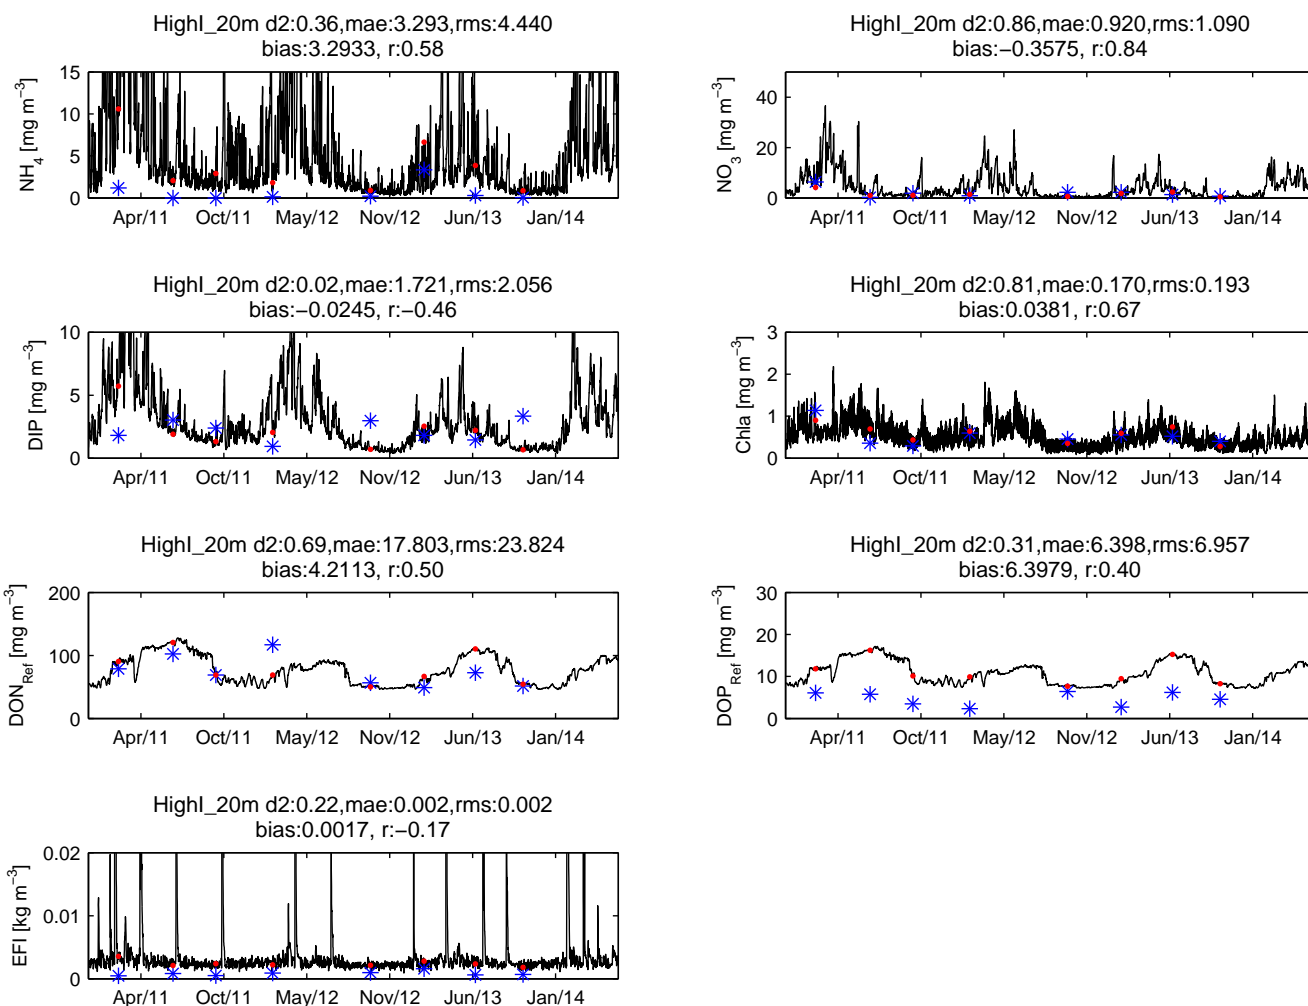 HighI_20m d2:0.36,mae:3.293,rms:4.440
bias:3.2933, r:0.58
NH4 [mg m−3]
15
10
5
0
Apr/11 Oct/11 May/12 Nov/12 Jun/13 Jan/14
HighI_20m d2:0.86,mae:0.920,rms:1.090
bias:−0.3575, r:0.84
NO3 [mg m−3]
40
20
0
Apr/11 Oct/11 May/12 Nov/12 Jun/13 Jan/14
HighI_20m d2:0.02,mae:1.721,rms:2.056
bias:−0.0245, r:−0.46
DIP [mg m−3]
10
5
0
Apr/11 Oct/11 May/12 Nov/12 Jun/13 Jan/14
HighI_20m d2:0.81,mae:0.170,rms:0.193
bias:0.0381, r:0.67
Chla [mg m−3]
3
2
1
0
Apr/11 Oct/11 May/12 Nov/12 Jun/13 Jan/14
HighI_20m d2:0.69,mae:17.803,rms:23.824
bias:4.2113, r:0.50
DONRef [mg m−3]
200
100
0
Apr/11 Oct/11 May/12 Nov/12 Jun/13 Jan/14
HighI_20m d2:0.31,mae:6.398,rms:6.957
bias:6.3979, r:0.40
DOPRef [mg m−3]
30
20
10
0
Apr/11 Oct/11 May/12 Nov/12 Jun/13 Jan/14
HighI_20m d2:0.22,mae:0.002,rms:0.002
bias:0.0017, r:−0.17
EFI [kg m−3]
0.02
0.01
0
Apr/11 Oct/11 May/12 Nov/12 Jun/13 Jan/14